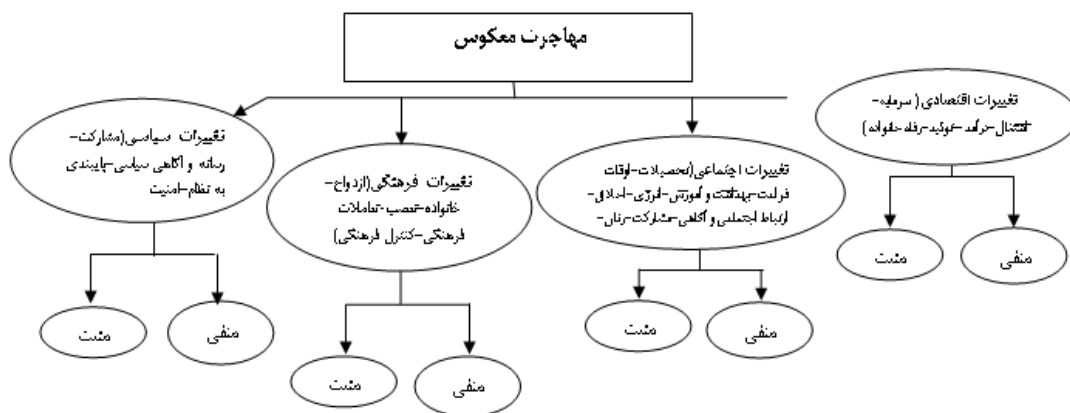 مهاجرت معکوس
تغییرات اقتصادی (سرمایه-
اشتغال-درآمد-تولید-رفاه خانواده)
تغییرات اجتماعی(تحصیلات-اوقات
فراغت-بهداشت و آموزش-انرژی-اخلاق-
ارتباط اجتماعی و آگاهی-مشارکت-زنان-
تغییرات فرهنگی(ازدواج-
خانواده-تعصب-تعاملات
فرهنگی-کنترل فرهنگی)
تغییرات سیاسی(مشارکت-
رسانه و آگاهی سیاسی-پایبندی
به نظام-امنیت
منفی
مثبت
منفی
مثبت
منفی
مثبت
منفی
مثبت